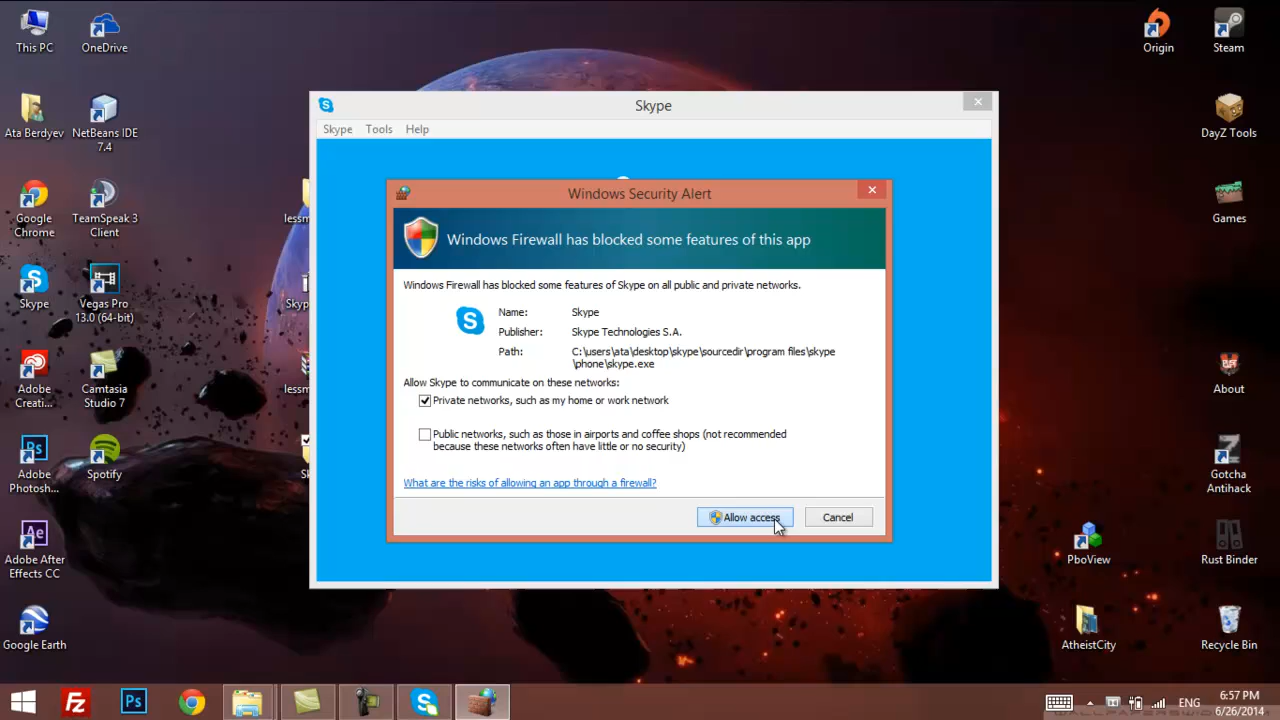 This PC
OneDrive
Origin
Steam
Skype
Skype Tools Help
Ata Berdyev
NetBeans IDE
7.4
DayZ Tools
Windows Security Alert
Windows Firewall has blocked some features of this app
Google
Chrome
TeamSpeak 3
Client
lessm
Games
Windows Firewall has blocked some features of Skype on all public and private networks.
Skype
Vegas Pro
13.0 (64-bit)
Skyp
Name: Skype
Publisher: Skype Technologies S.A.
Path: C:\users\ata\desktop\skype\sourcedir\program files\skype
\phone\skype.exe
Allow Skype to communicate on these networks:
Private networks, such as my home or work network
Public networks, such as those in airports and coffee shops (not recommended
because these networks often have little or no security)
Adobe
Creati...
Camtasia
Studio 7
lessm
About
What are the risks of allowing an app through a firewall?
Allow access
Cancel
Adobe
Photosh...
Spotify
Gotcha
Antihack
Adobe After
Effects CC
PboView
Rust Binder
Google Earth
AtheistCity
Recycle Bin
ENG
6:57 PM
6/26/2014